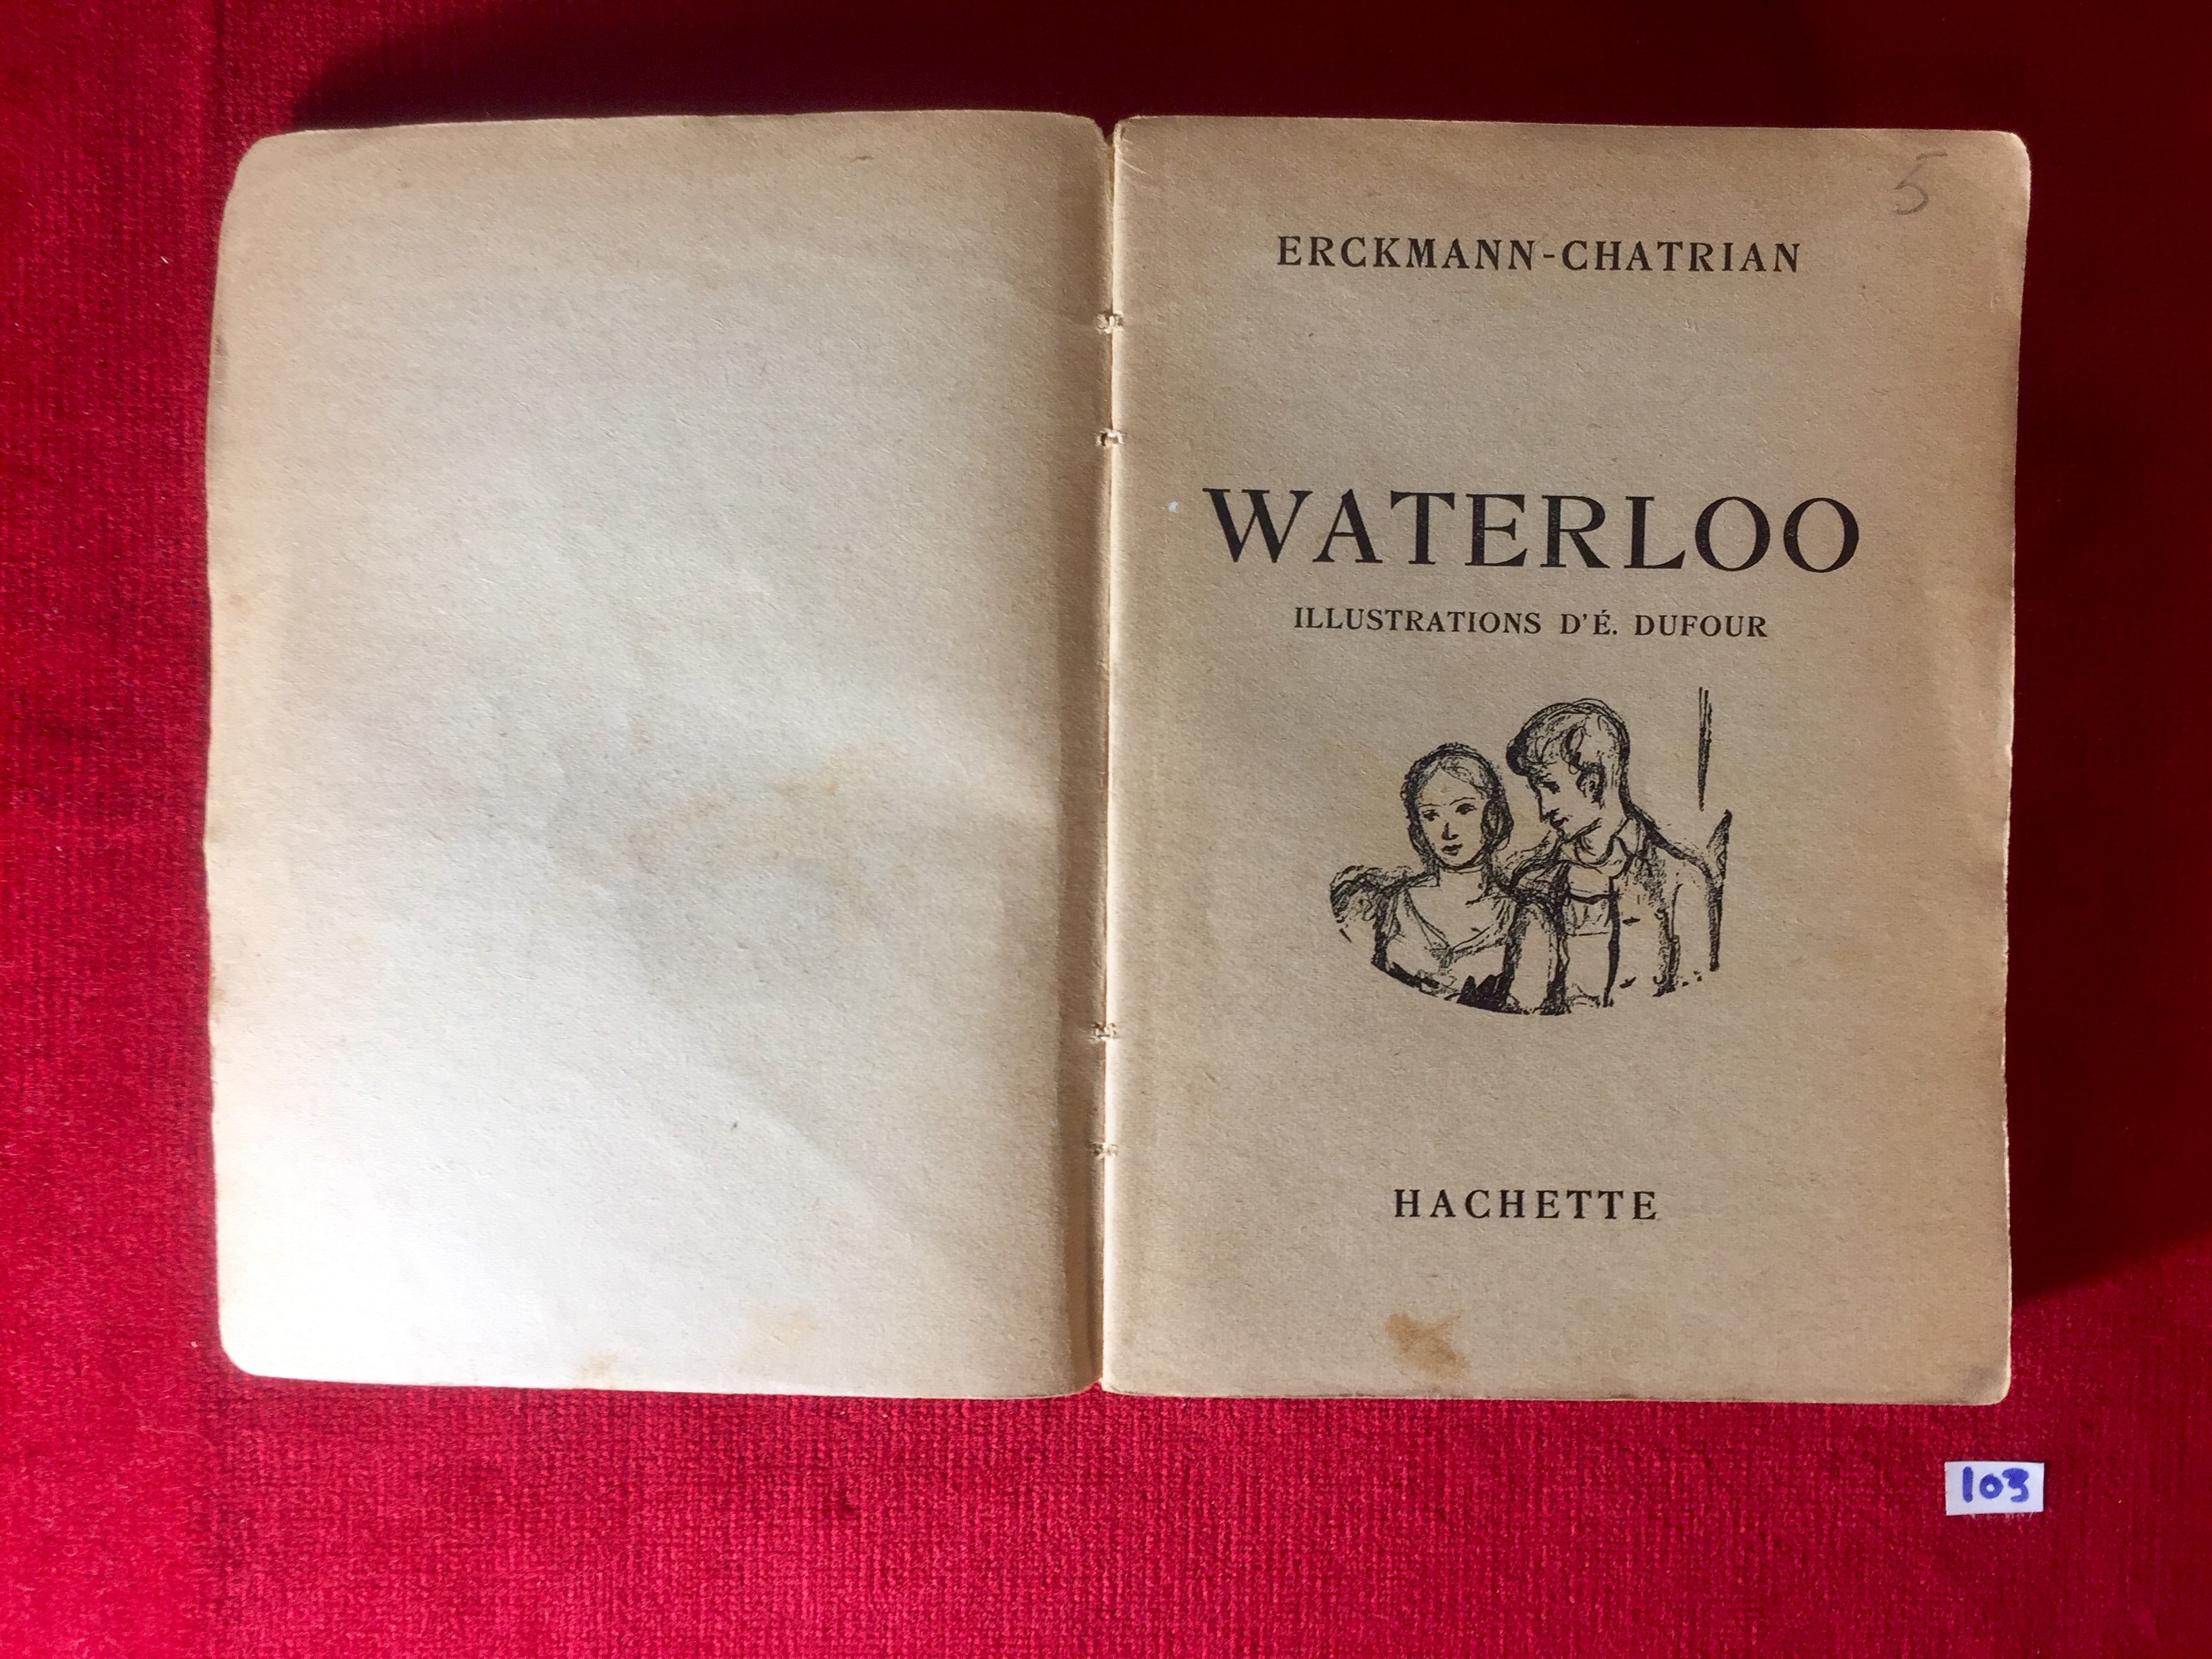 5
ERCKMANN-CHATRIAN
WATERLOO
ILLUSTRATIONS D'É. DUFOUR
HACHETTE
103